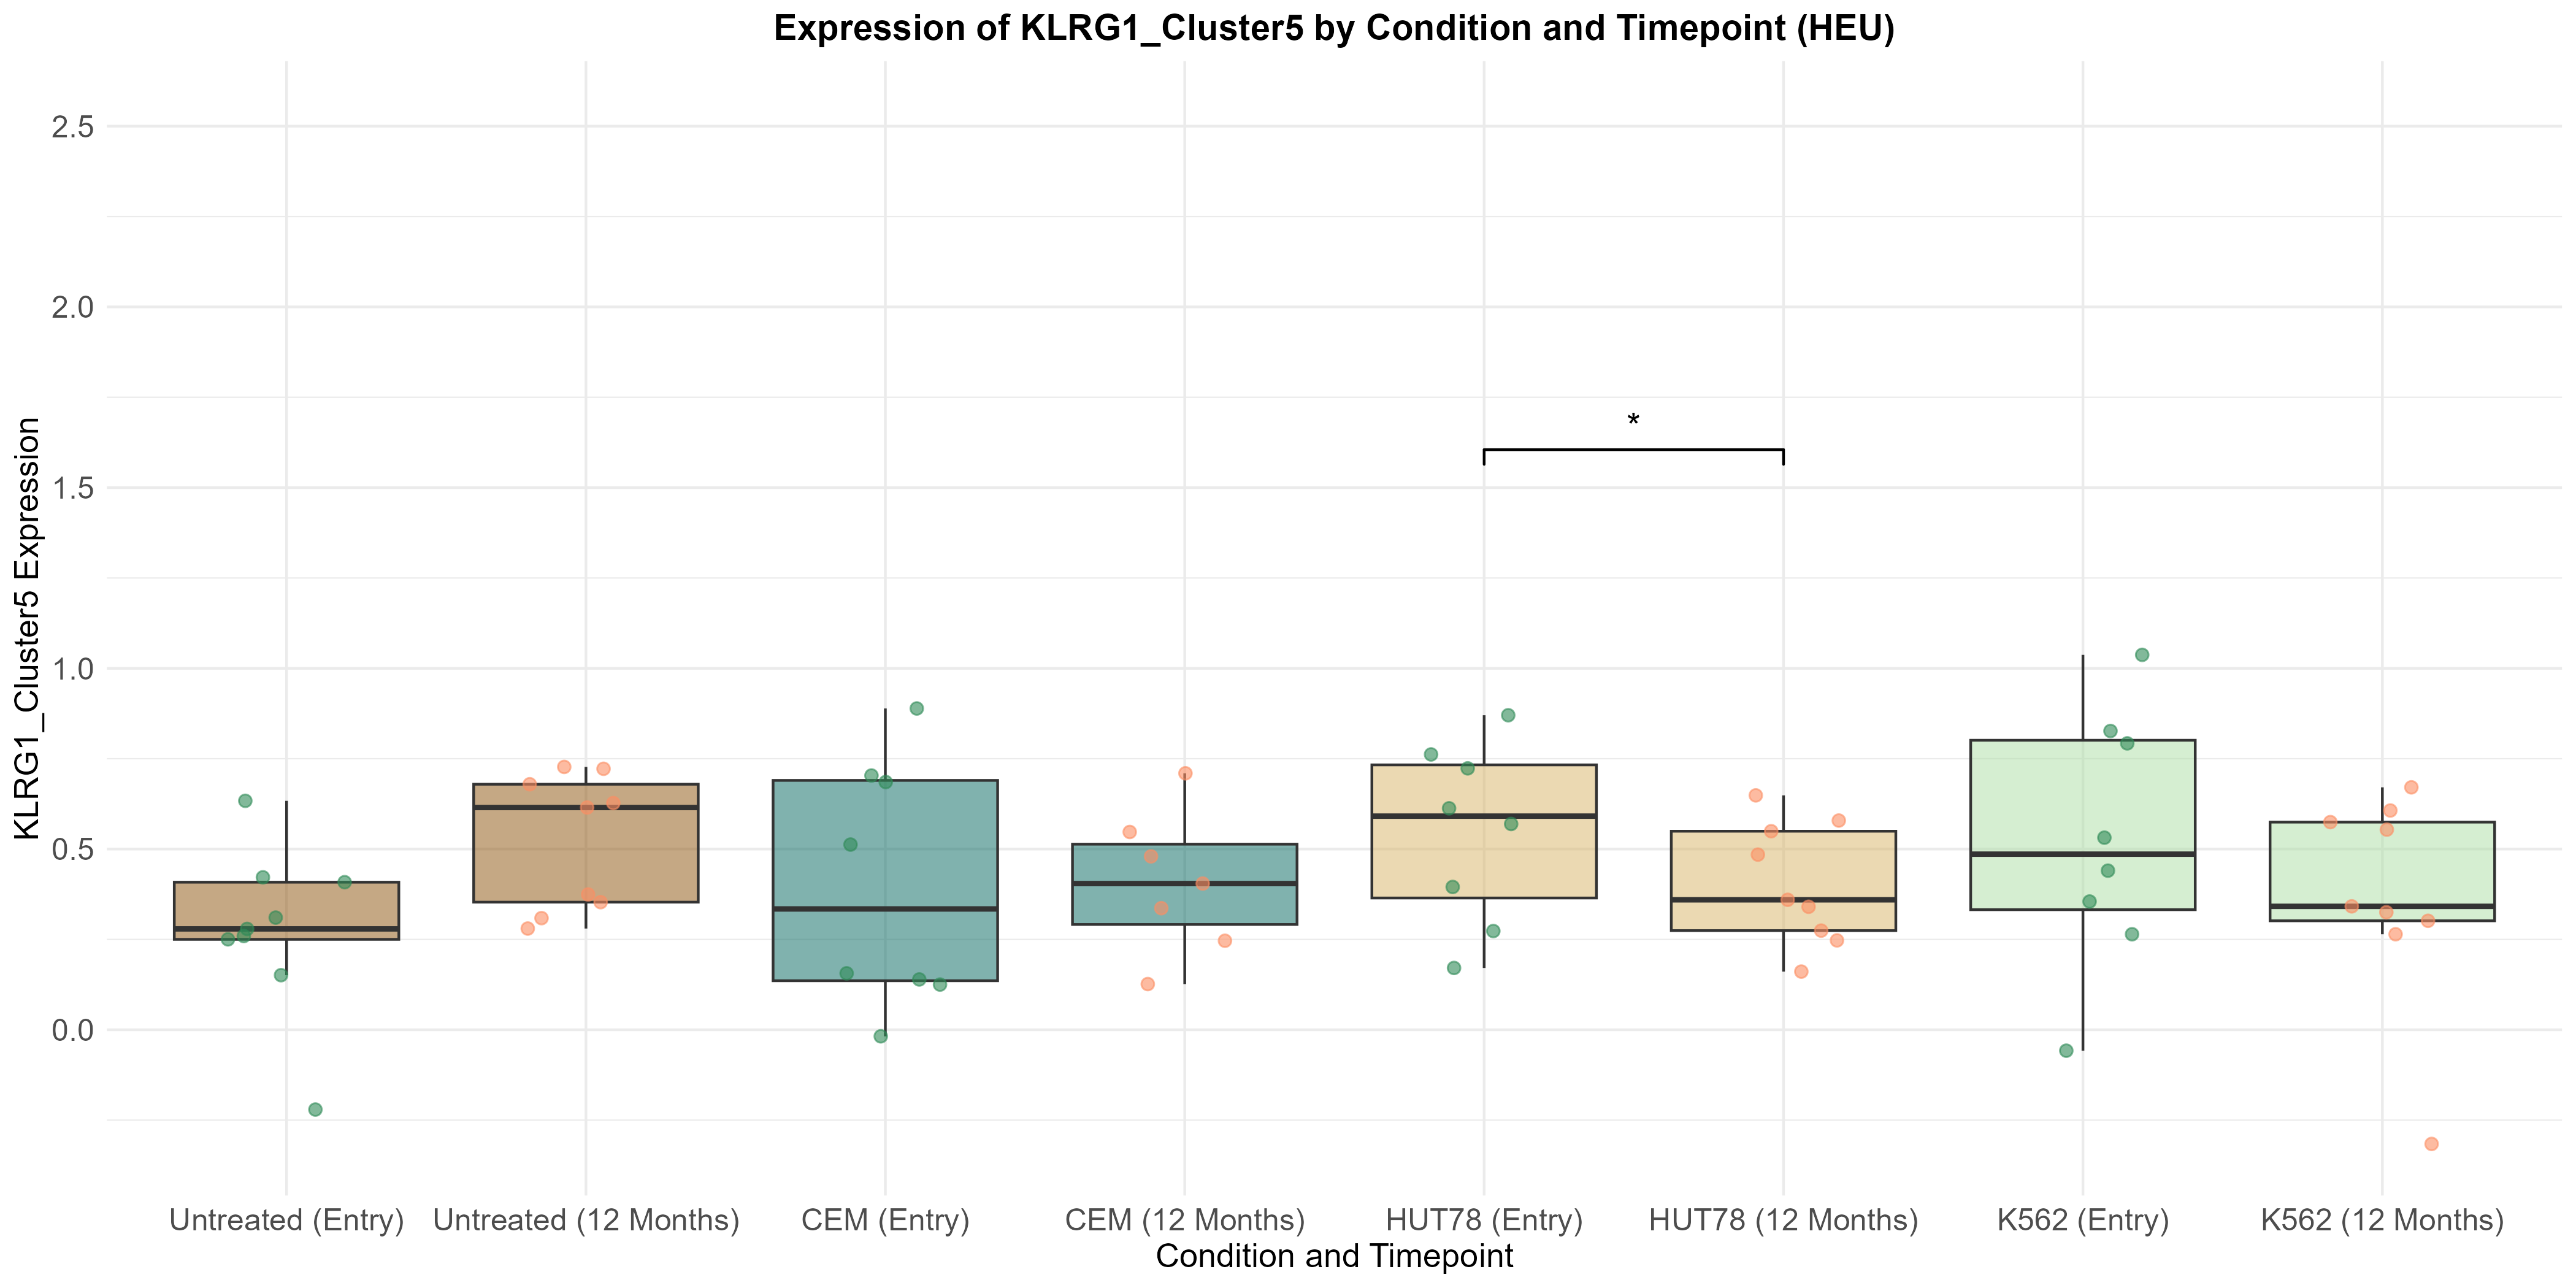 Expression of KLRG1_Cluster5 by Condition and Timepoint (HEU)
KLRG1_Cluster5 Expression
2.5
2.0
1.5
1.0
0.5
0.0
*
Untreated (Entry) Untreated (12 Months) CEM (Entry) CEM (12 Months) HUT78 (Entry) HUT78 (12 Months) K562 (Entry) K562 (12 Months)
Condition and Timepoint